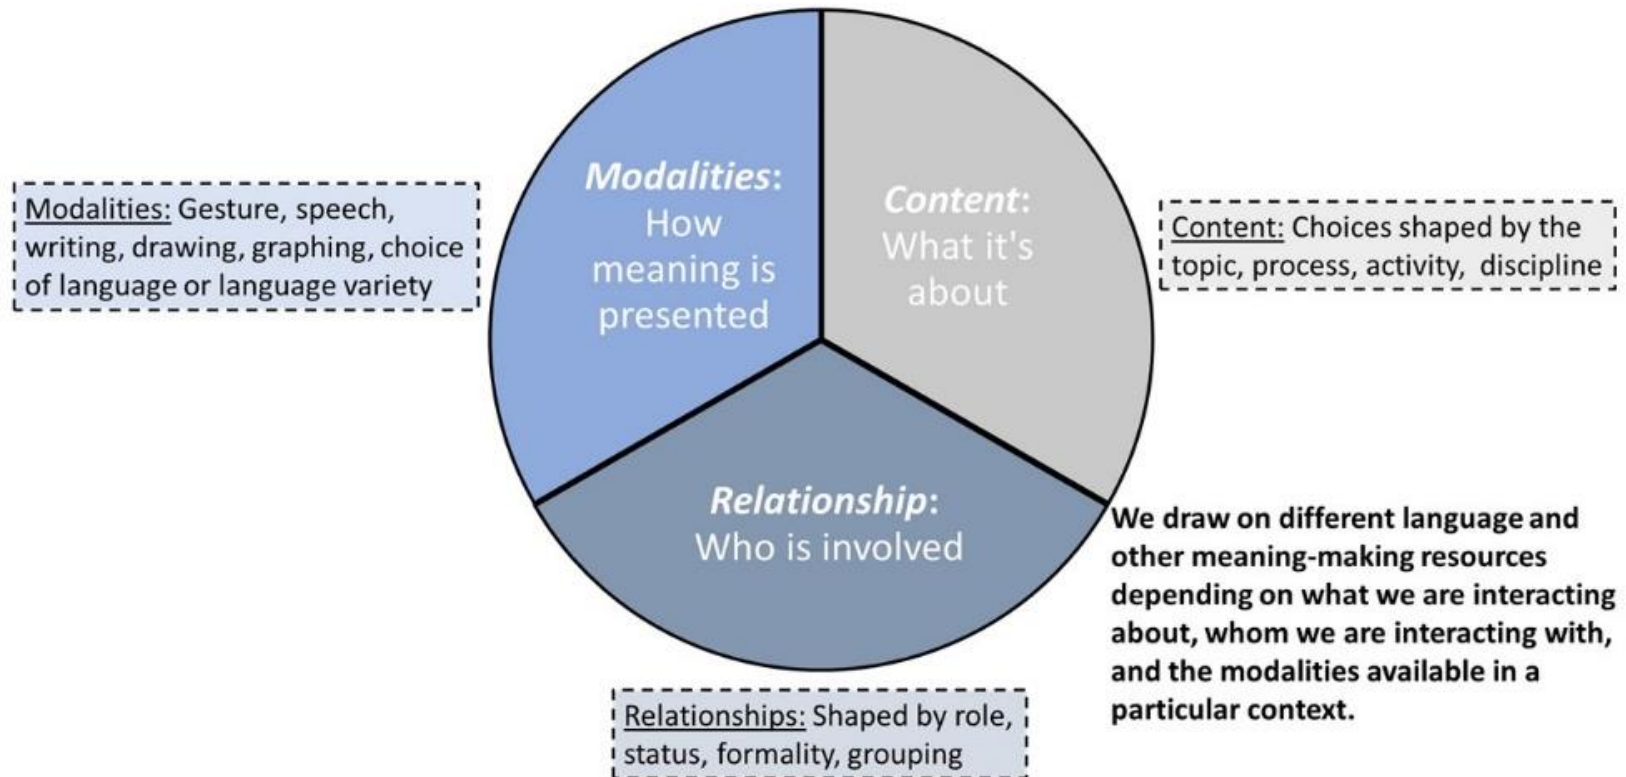 Modalities:
How
meaning is
presented
Content:
What it's
about
Relationship:
Who is involved
Modalities: Gesture, speech,
writing, drawing, graphing, choice
of language or language variety
Content: Choices shaped by the
topic, process, activity, discipline
Relationships: Shaped by role,
status, formality, grouping
We draw on different language and
other meaning-making resources
depending on what we are interacting
about, whom we are interacting with,
and the modalities available in a
particular context.